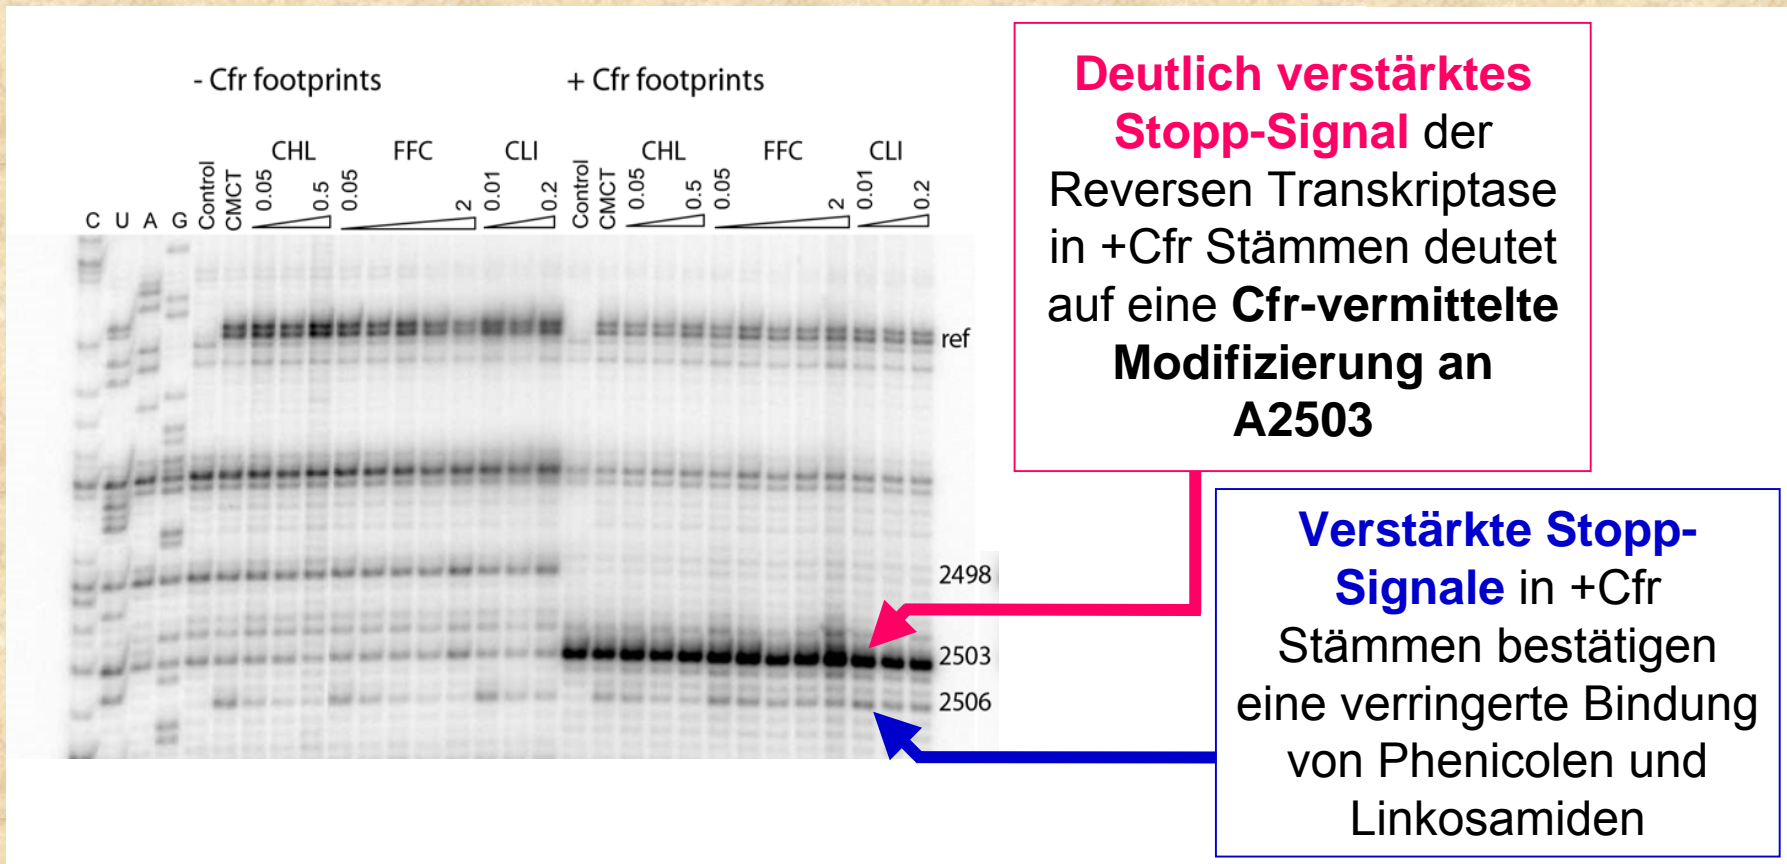 - Cfr footprints
+ Cfr footprints
CHL FFC CLI CHL FFC CLI
C U A G Control CMCT 0.05 0.5 0.05 2 0.01 0.2 Control CMCT 0.05 0.5 0.05 2 0.01 0.2
ref
2498
2503
2506
Deutlich verstärktes
Stopp-Signal der
Reversen Transkriptase
in +Cfr Stämmen deutet
auf eine Cfr-vermittelte
Modifizierung an
A2503
Verstärkte Stopp-
Signale in +Cfr
Stämmen bestätigen
eine verringerte Bindung
von Phenicolen und
Linkosamiden